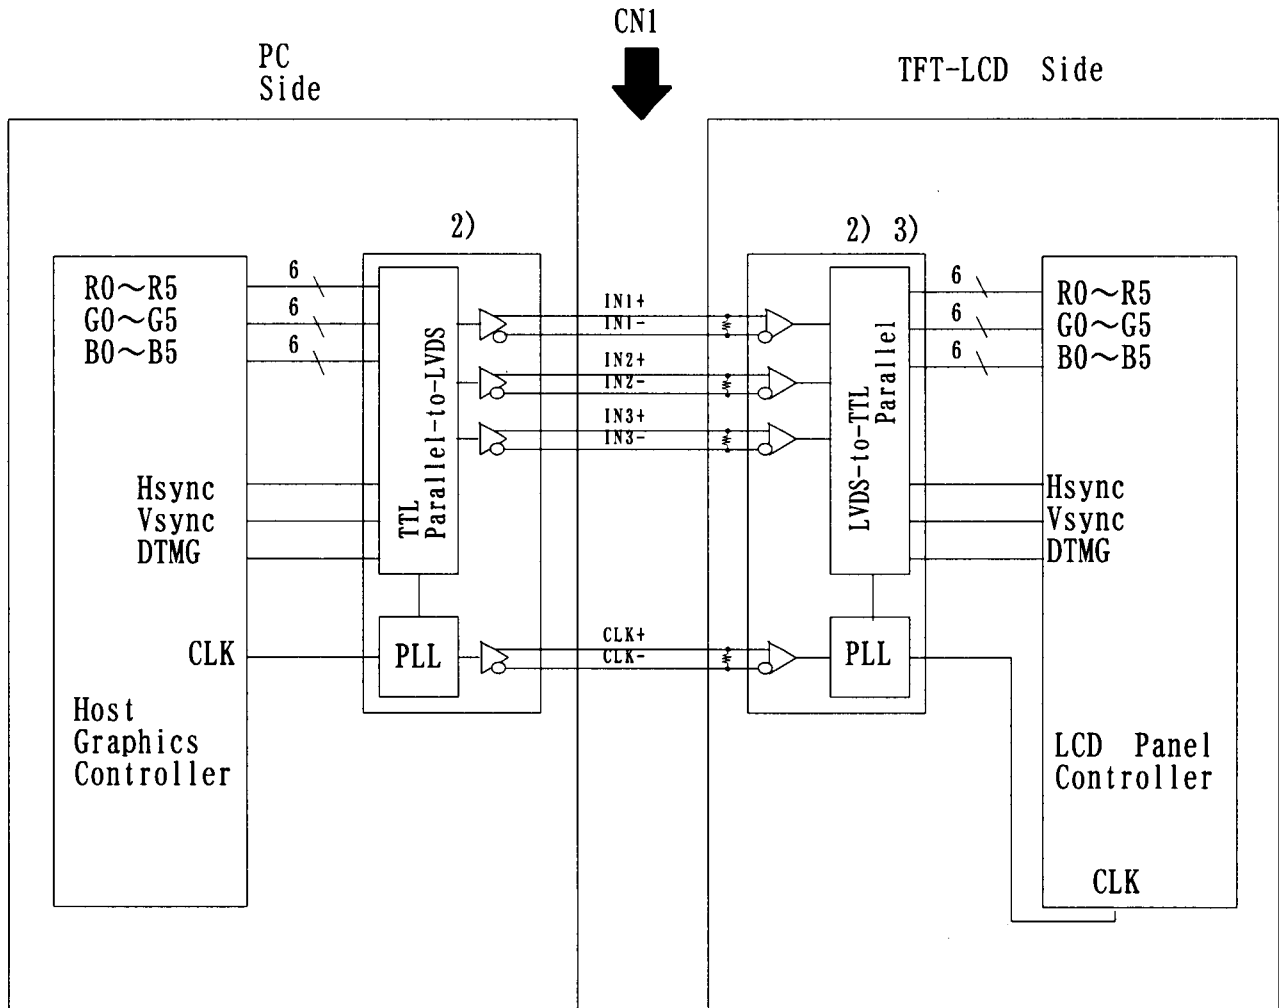 CN1
PC
Side
TFT-LCD Side
2)
2) 3)
R0～R5
G0～G5
B0～B5
6
6
6
Hsync
Vsync
DTMG
CLK
Host
Graphics
Controller
TTL
Parallel-to-LVDS
PLL
IN1+
IN1-
IN2+
IN2-
IN3+
IN3-
CLK+
CLK-
LVDS-to-TTL
Parallel
PLL
6
6
6
R0～R5
G0～G5
B0～B5
Hsync
Vsync
DTMG
LCD Panel
Controller
CLK